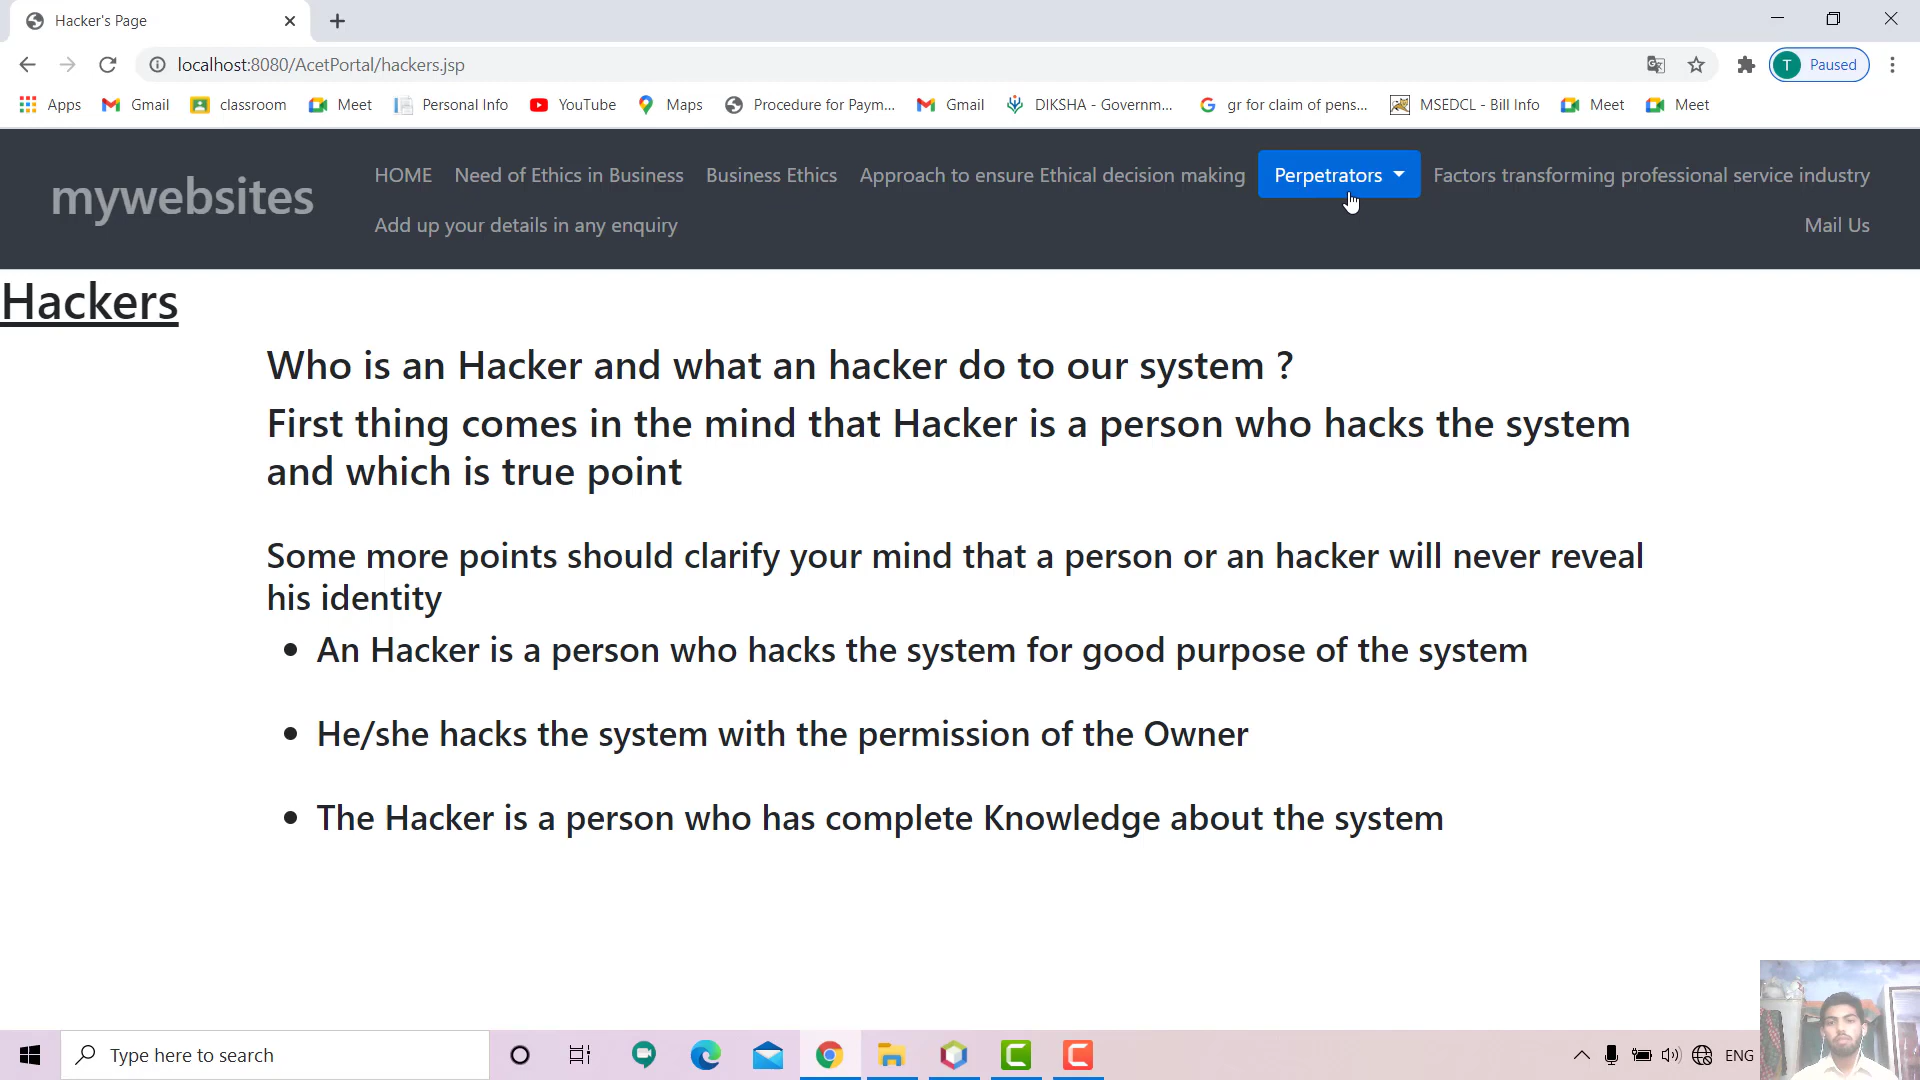 Hacker's Page
localhost:8080/AcetPortal/hackers.jsp
T Paused
Apps Gmail classroom Meet Personal Info YouTube Maps Procedure for Paym... Gmail DIKSHA - Governm... gr for claim of pens... MSEDCL - Bill Info Meet Meet
mywebsites
HOME Need of Ethics in Business Business Ethics Approach to ensure Ethical decision making Perpetrators Factors transforming professional service industry
Add up your details in any enquiry Mail Us
Hackers
Who is an Hacker and what an hacker do to our system ?
First thing comes in the mind that Hacker is a person who hacks the system
and which is true point
Some more points should clarify your mind that a person or an hacker will never reveal
his identity
• An Hacker is a person who hacks the system for good purpose of the system
• He/she hacks the system with the permission of the Owner
• The Hacker is a person who has complete Knowledge about the system
Type here to search
ENG